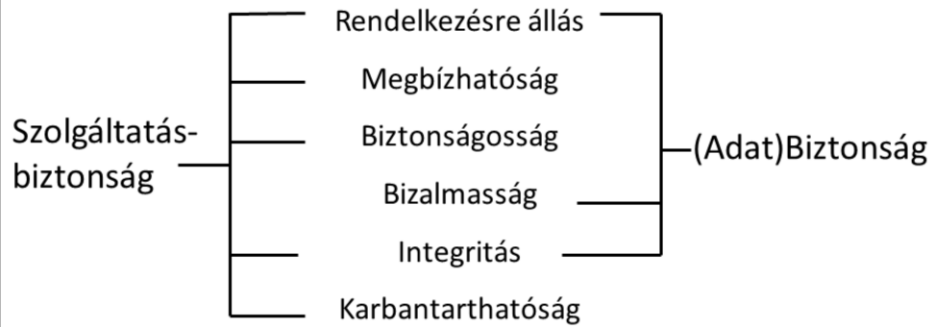 Rendelkezésre állás
Megbízhatóság
Szolgáltatás-
biztonság
Biztonságosság
(Adat)Biztonság
Bizalmasság
Integritás
Karbantarthatóság